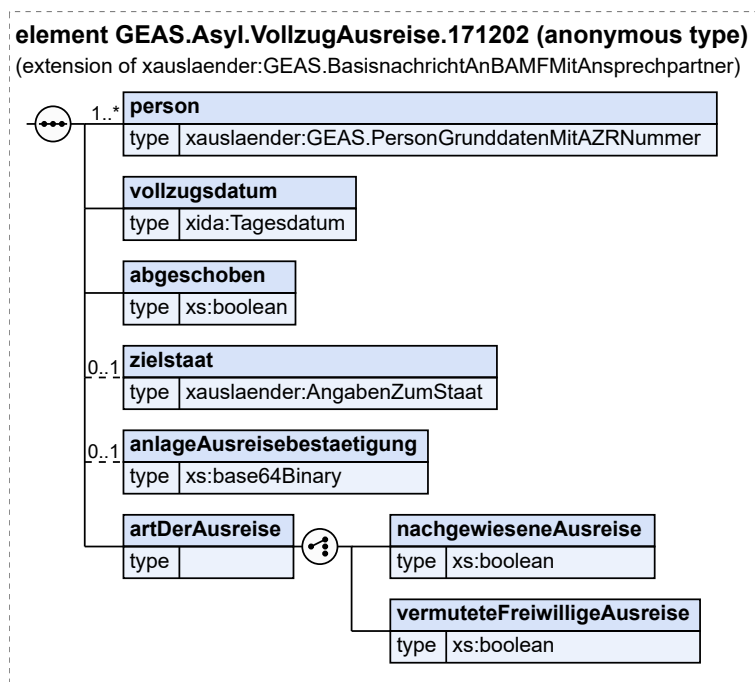 element GEAS.Asyl.VollzugAusreise.171202 (anonymous type)
(extension of xauslaender:GEAS.BasisnachrichtAnBAMFMitAnsprechpartner)
1..* person
type xauslaender:GEAS.PersonGrunddatenMitAZRNummer
vollzugsdatum
type xida:Tagesdatum
abgeschoben
type xs:boolean
0..1 zielstaat
type xauslaender:AngabenZumStaat
0..1 anlageAusreisebestaetigung
type xs:base64Binary
artDerAusreise
type
nachgewieseneAusreise
type xs:boolean
vermuteteFreiwilligeAusreise
type xs:boolean